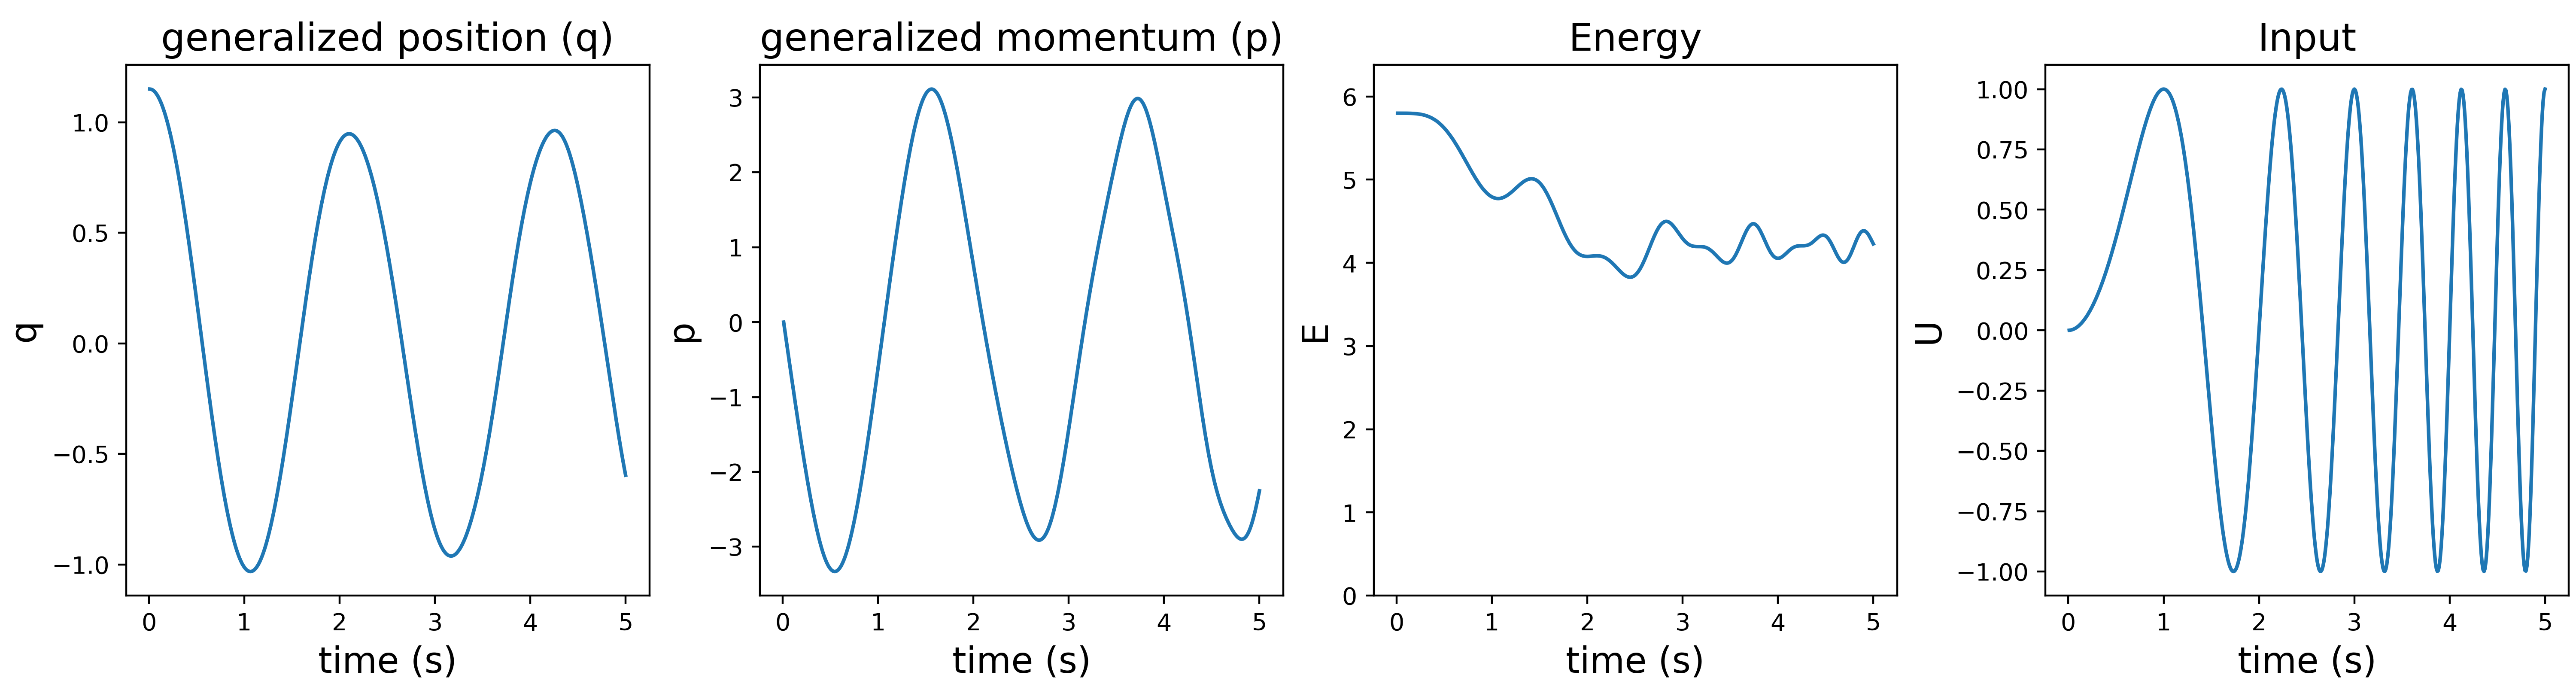 generalized position (q)
q
1.0
0.5
0.0
−0.5
−1.0
0 1 2 3 4 5
time (s)
generalized momentum (p)
p
3
2
1
0
−1
−2
−3
0 1 2 3 4 5
time (s)
Energy
E
6
5
4
3
2
1
0
0 1 2 3 4 5
time (s)
Input
U
1.00
0.75
0.50
0.25
0.00
−0.25
−0.50
−0.75
−1.00
0 1 2 3 4 5
time (s)